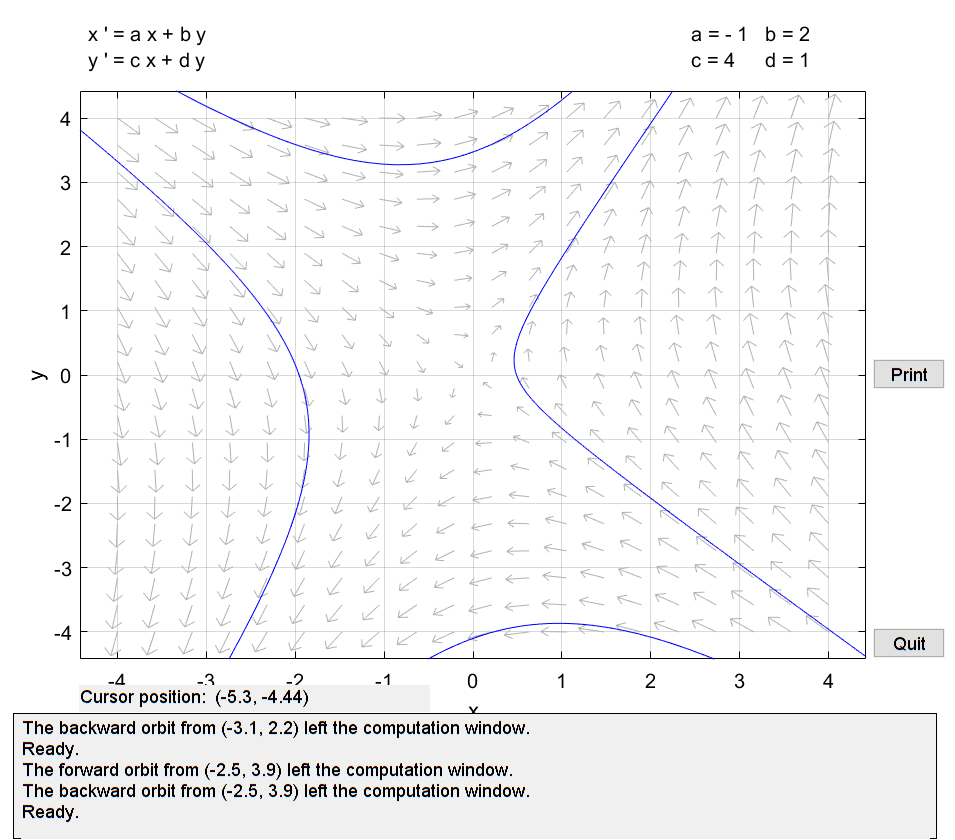 x ' = a x + b y
y ' = c x + d y
a = - 1 b = 2
c = 4 d = 1
4
3
2
1
0
-1
-2
-3
-4
y
Print
Quit
-4 -3 -2 -1 0 1 2 3 4
x
Cursor position: (-5.3, -4.44)
The backward orbit from (-3.1, 2.2) left the computation window.
Ready.
The forward orbit from (-2.5, 3.9) left the computation window.
The backward orbit from (-2.5, 3.9) left the computation window.
Ready.